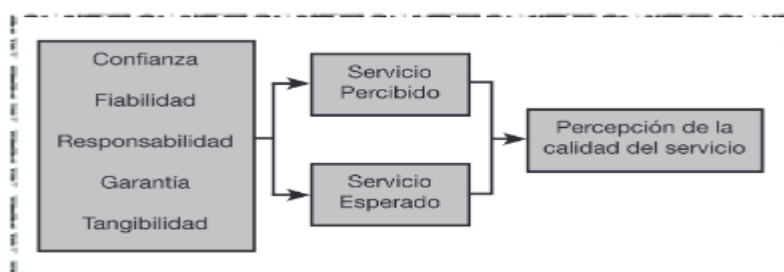 Confianza
Fiabilidad
Responsabilidad
Garantía
Tangibilidad
Servicio
Percibido
Servicio
Esperado
Percepción de la
calidad del servicio